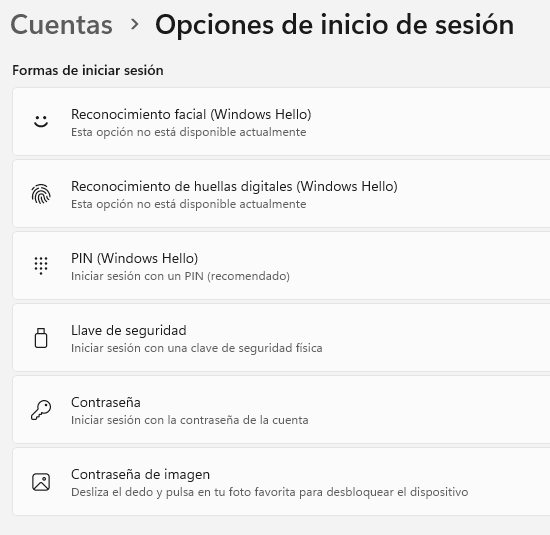 Cuentas > Opciones de inicio de sesión
Formas de iniciar sesión
Reconocimiento facial (Windows Hello)
Esta opción no está disponible actualmente
Reconocimiento de huellas digitales (Windows Hello)
Esta opción no está disponible actualmente
PIN (Windows Hello)
Iniciar sesión con un PIN (recomendado)
Llave de seguridad
Iniciar sesión con una clave de seguridad física
Contraseña
Iniciar sesión con la contraseña de la cuenta
Contraseña de imagen
Desliza el dedo y pulsa en tu foto favorita para desbloquear el dispositivo